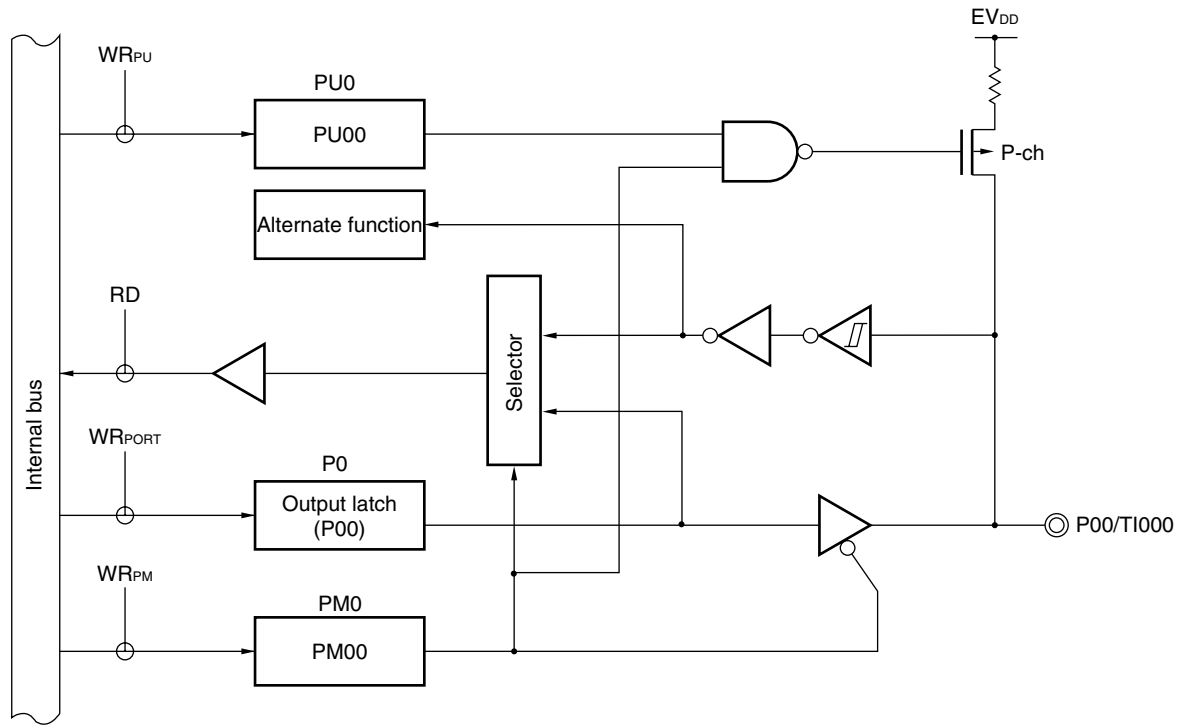 EVDD
WRPU
PU0
PU00
P-ch
Alternate function
RD
Selector
Internal bus
WRPORT
P0
Output latch
(P00)
P00/TI000
WRPM
PM0
PM00